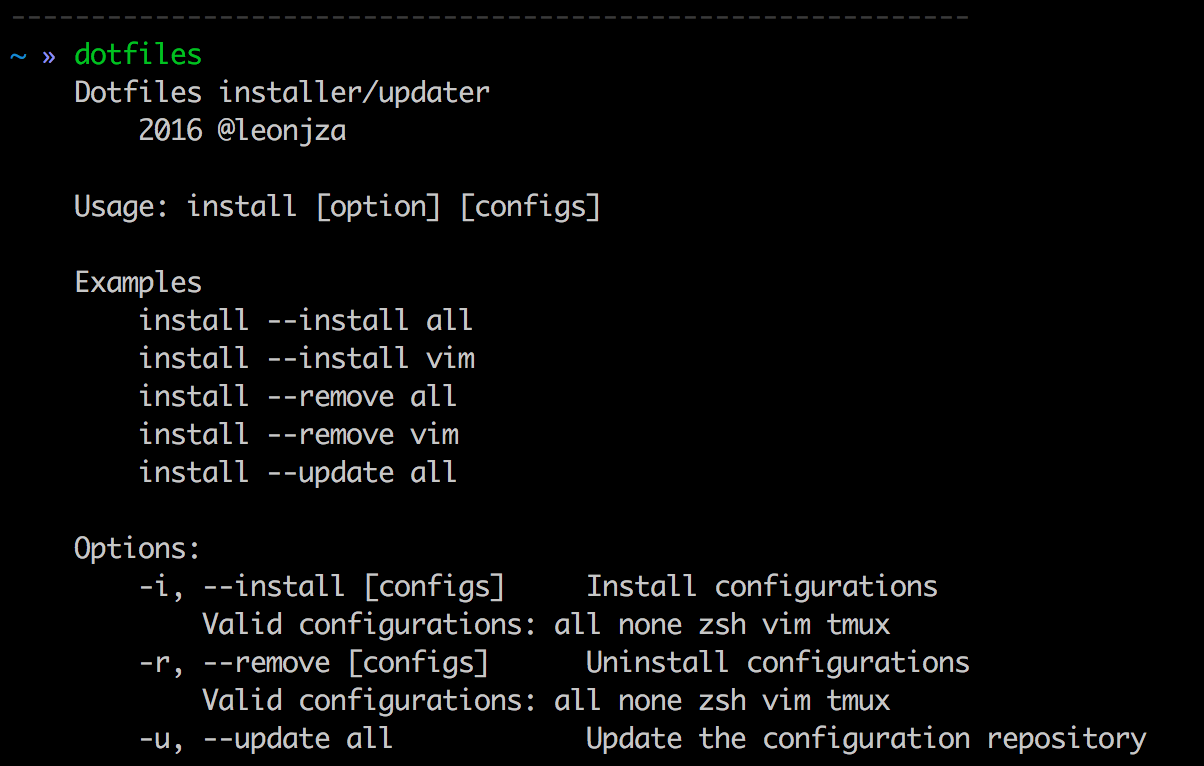 ~ » dotfiles
Dotfiles installer/updater
2016 @leonjza
Usage: install [option] [configs]
Examples
install --install all
install --install vim
install --remove all
install --remove vim
install --update all
Options:
-i, --install [configs] Install configurations
Valid configurations: all none zsh vim tmux
-r, --remove [configs] Uninstall configurations
Valid configurations: all none zsh vim tmux
-u, --update all Update the configuration repository